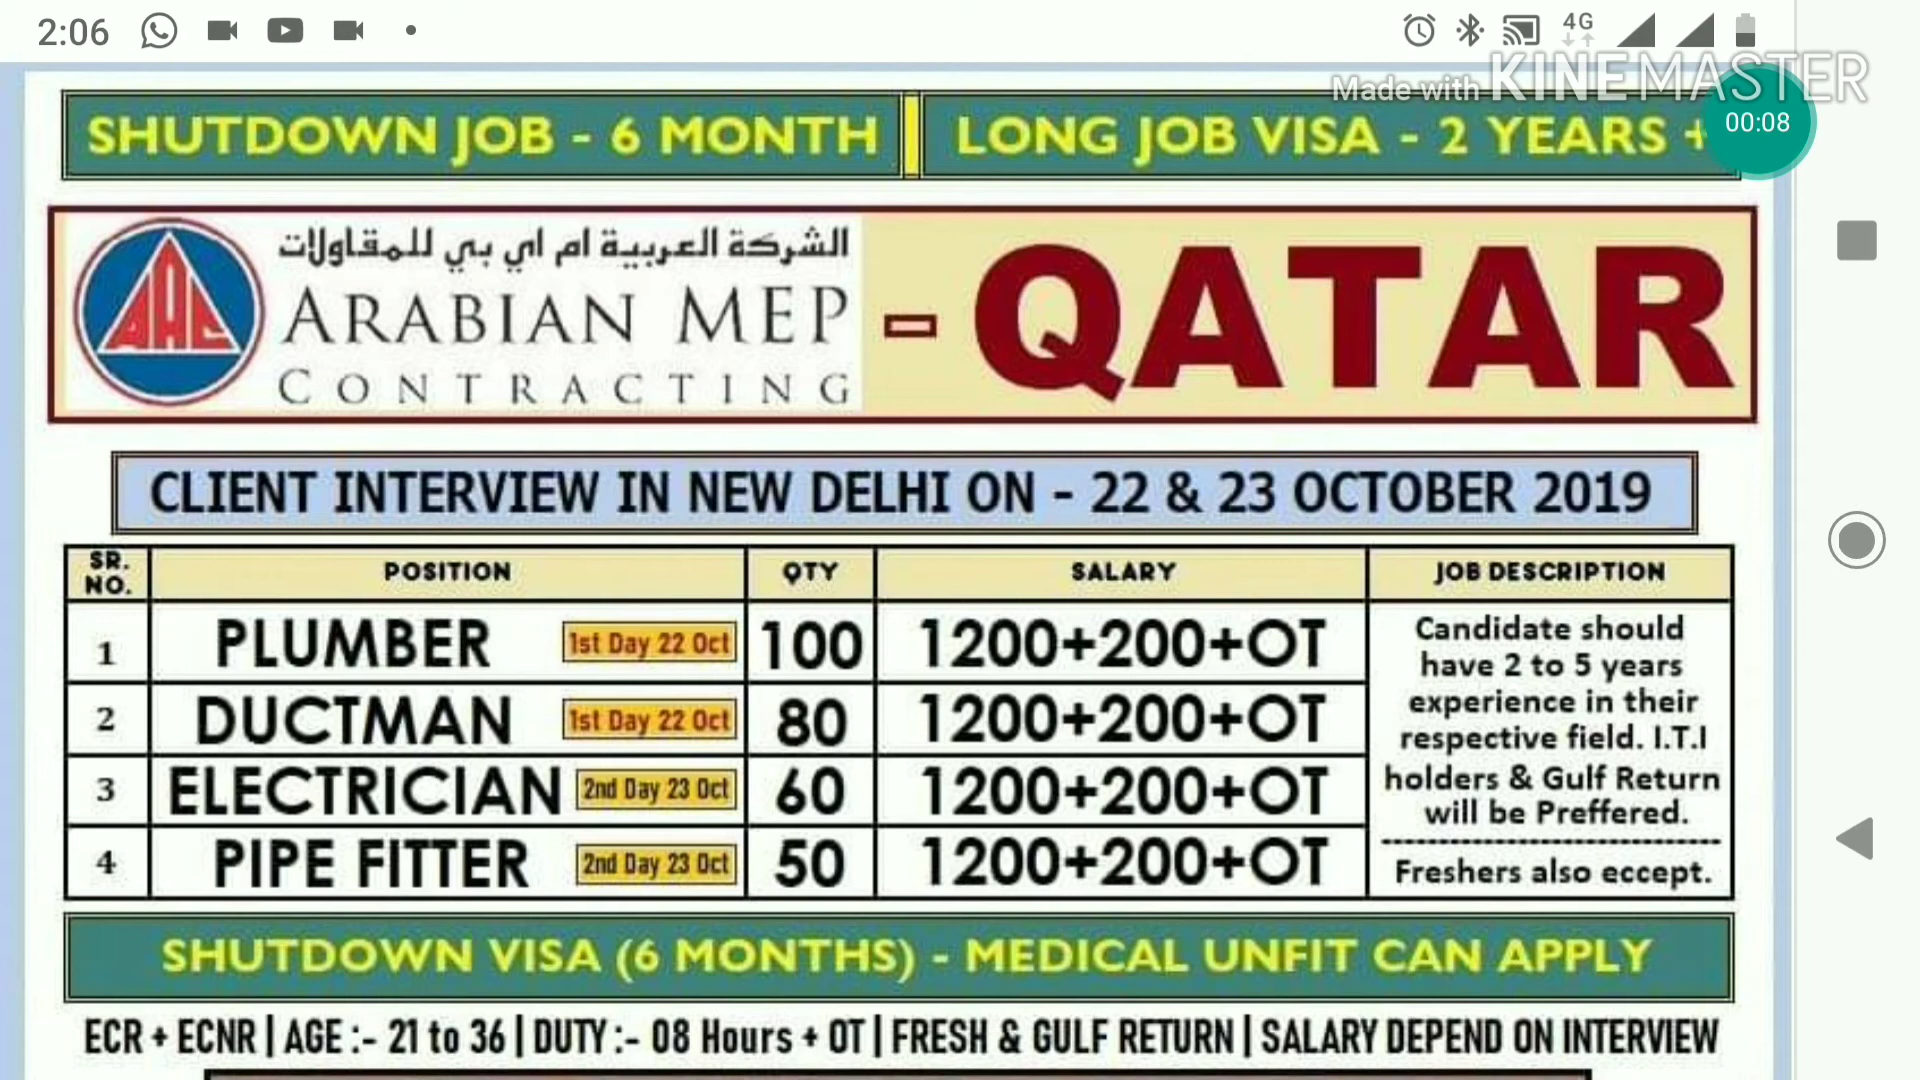 2:06
4G
Made with KINEMASTER
00:08
SHUTDOWN JOB - 6 MONTH
LONG JOB VISA - 2 YEARS +
الشركة العربية ام اي بي للمقاولات
AAC
ARABIAN MEP
CONTRACTING
- QATAR
CLIENT INTERVIEW IN NEW DELHI ON - 22 & 23 OCTOBER 2019
SR. NO. POSITION QTY SALARY JOB DESCRIPTION
1 PLUMBER 1st Day 22 Oct 100 1200+200+OT
2 DUCTMAN 1st Day 22 Oct 80 1200+200+OT
3 ELECTRICIAN 2nd Day 23 Oct 60 1200+200+OT
4 PIPE FITTER 2nd Day 23 Oct 50 1200+200+OT
Candidate should
have 2 to 5 years
experience in their
respective field. I.T.I
holders & Gulf Return
will be Preffered.
Freshers also eccept.
SHUTDOWN VISA (6 MONTHS) - MEDICAL UNFIT CAN APPLY
ECR + ECNR | AGE :- 21 to 36 | DUTY :- 08 Hours + OT | FRESH & GULF RETURN | SALARY DEPEND ON INTERVIEW